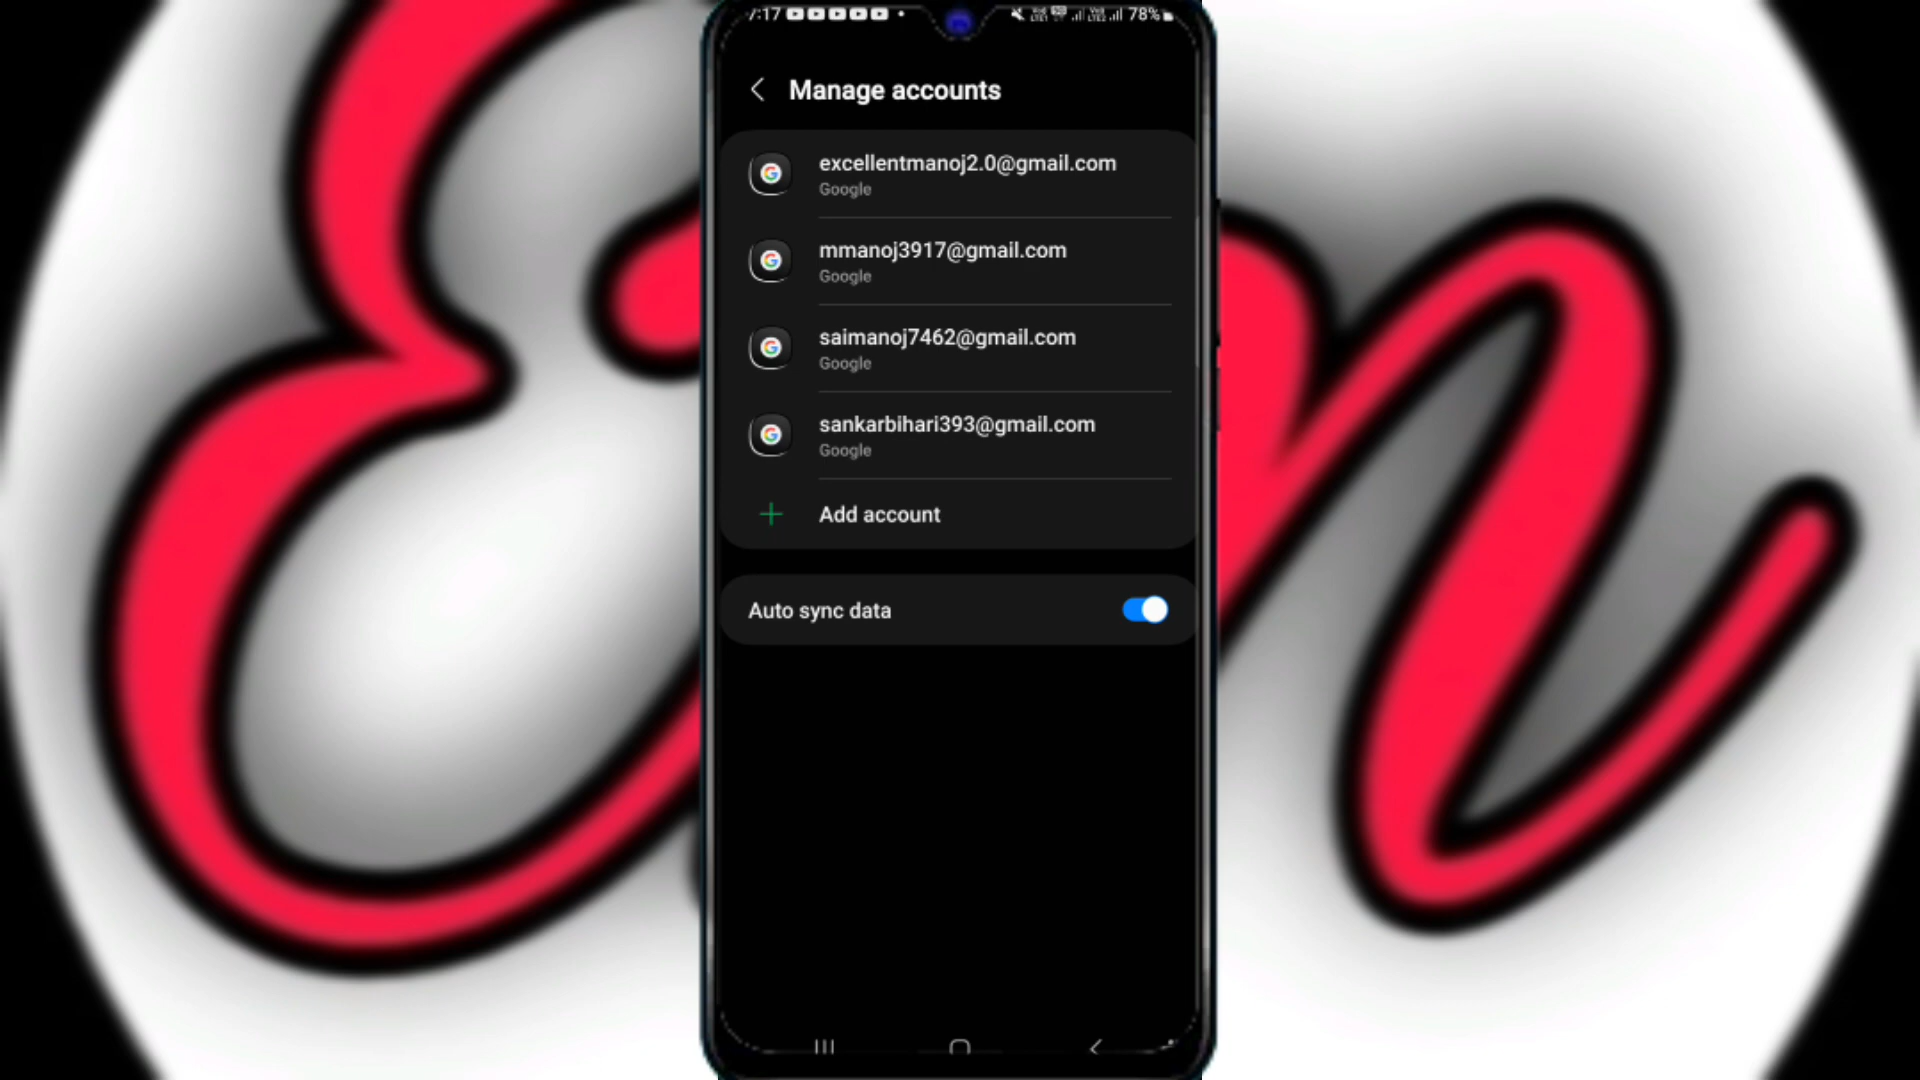 7:17 78%
Manage accounts
excellentmanoj2.0@gmail.com
Google
mmanoj3917@gmail.com
Google
saimanoj7462@gmail.com
Google
sankarbihari393@gmail.com
Google
Add account
Auto sync data